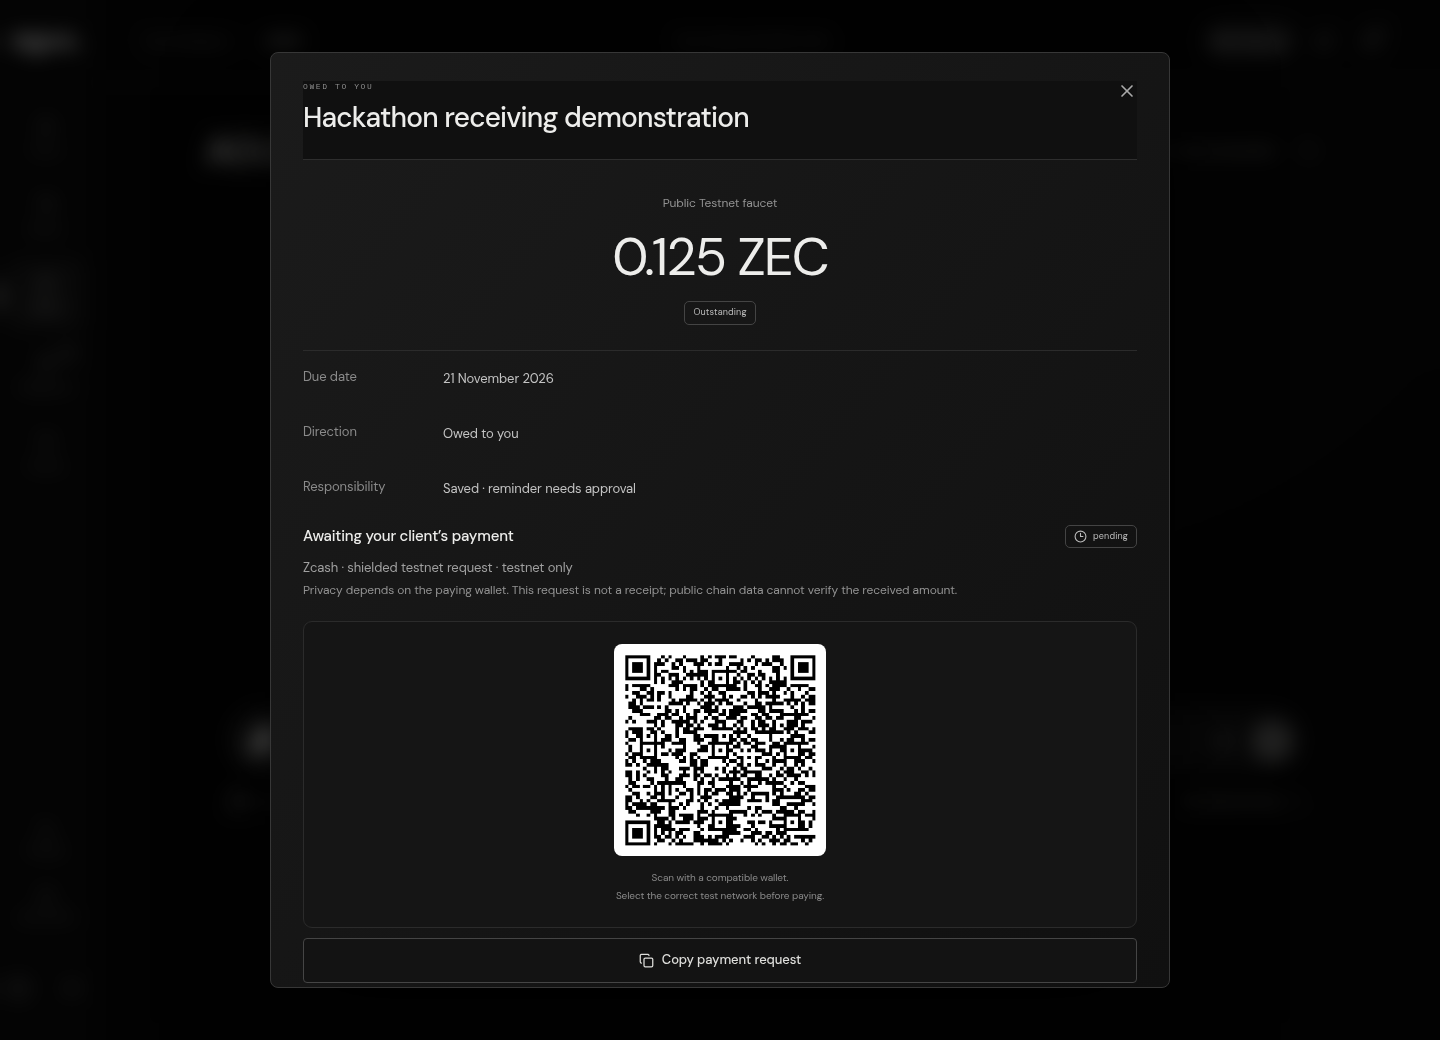 OWED TO YOU
Hackathon receiving demonstration
Public Testnet faucet
0.125 ZEC
Outstanding
Due date
21 November 2026
Direction
Owed to you
Responsibility
Saved · reminder needs approval
Awaiting your client’s payment
pending
Zcash · shielded testnet request · testnet only
Privacy depends on the paying wallet. This request is not a receipt; public chain data cannot verify the received amount.
Scan with a compatible wallet.
Select the correct test network before paying.
Copy payment request